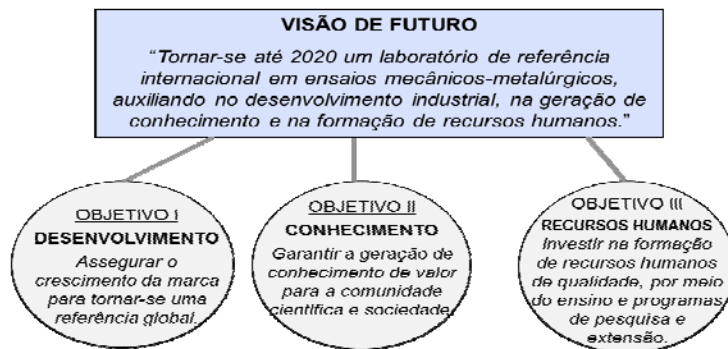 VISÃO DE FUTURO
“Tornar-se até 2020 um laboratório de referência
internacional em ensaios mecânicos-metalúrgicos,
auxiliando no desenvolvimento industrial, na geração de
conhecimento e na formação de recursos humanos.”
OBJETIVO I
DESENVOLVIMENTO
Assegurar o
crescimento da marca
para tornar-se uma
referência global.
OBJETIVO II
CONHECIMENTO
Garantir a geração de
conhecimento de valor
para a comunidade
científica e sociedade.
OBJETIVO III
RECURSOS HUMANOS
Investir na formação
de recursos humanos
de qualidade, por meio
do ensino e programas
de pesquisa e
extensão.